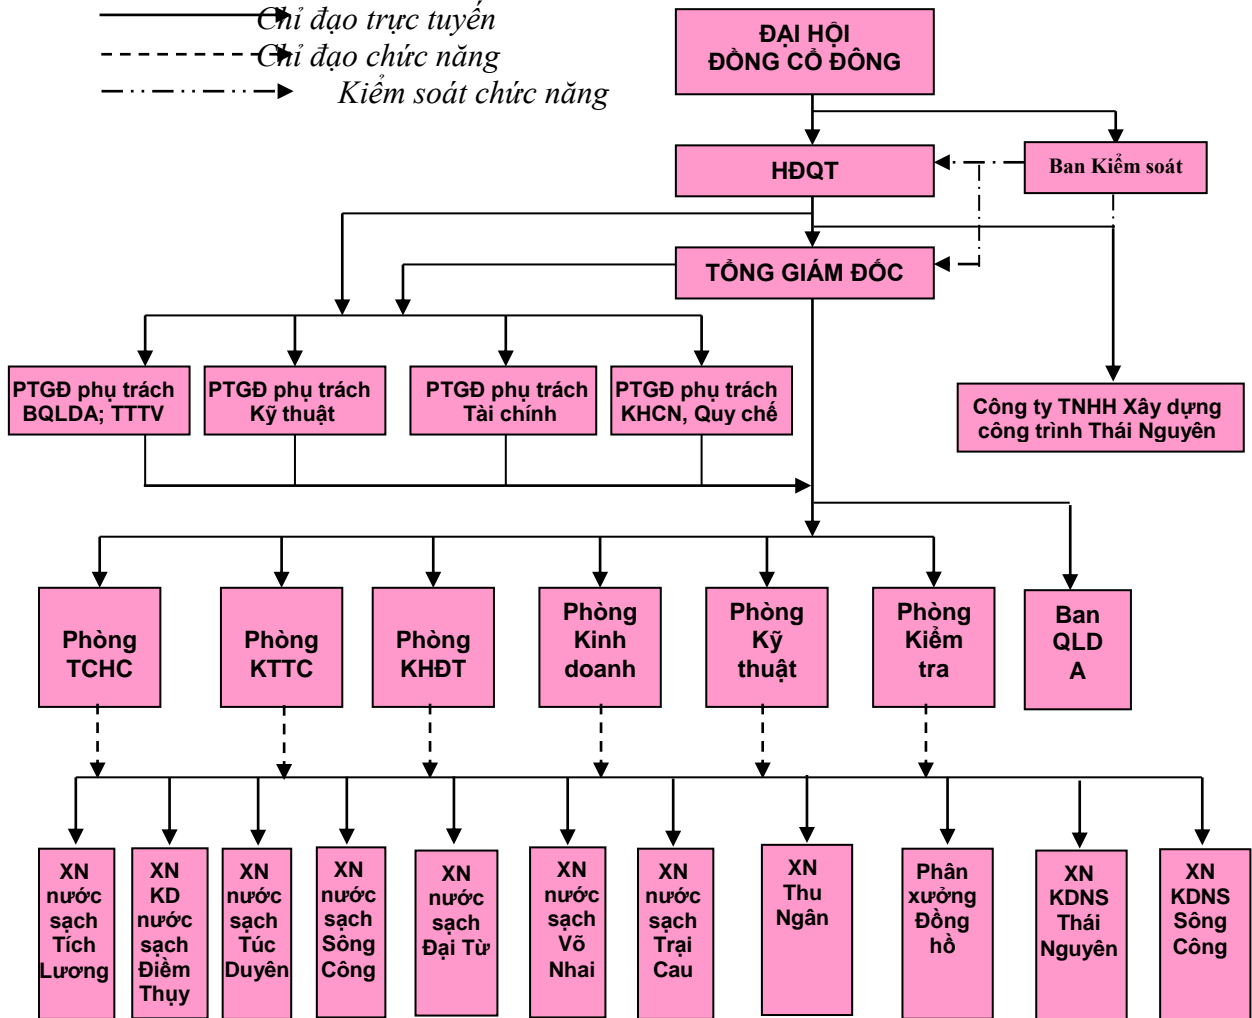 Chỉ đạo trực tuyến
Chỉ đạo chức năng
Kiểm soát chức năng
ĐẠI HỘI
ĐỒNG CỔ ĐÔNG
HĐQT
Ban Kiểm soát
TỔNG GIÁM ĐỐC
PTGĐ phụ trách
BQLDA; TTTV
PTGĐ phụ trách
Kỹ thuật
PTGĐ phụ trách
Tài chính
PTGĐ phụ trách
KHCN, Quy chế
Công ty TNHH Xây dựng
công trình Thái Nguyên
Phòng
TCHC
Phòng
KTTC
Phòng
KHĐT
Phòng
Kinh
doanh
Phòng
Kỹ
thuật
Phòng
Kiểm
tra
Ban
QLD
A
XN
nước
sạch
Tích
Lương
XN
KD
nước
sạch
Điềm
Thụy
XN
nước
sạch
Túc
Duyên
XN
nước
sạch
Sông
Công
XN
nước
sạch
Đại Từ
XN
nước
sạch
Võ
Nhai
XN
nước
sạch
Trại
Cau
XN
Thu
Ngân
Phân
xưởng
Đồng
hồ
XN
KDNS
Thái
Nguyên
XN
KDNS
Sông
Công